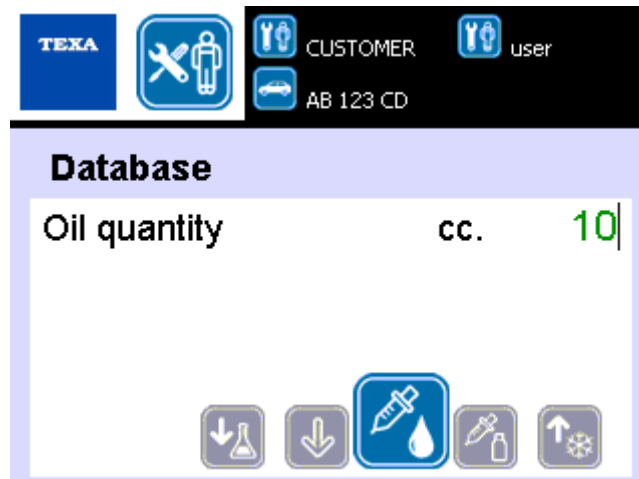 TEXA
CUSTOMER user
AB 123 CD
Database
Oil quantity cc. 10